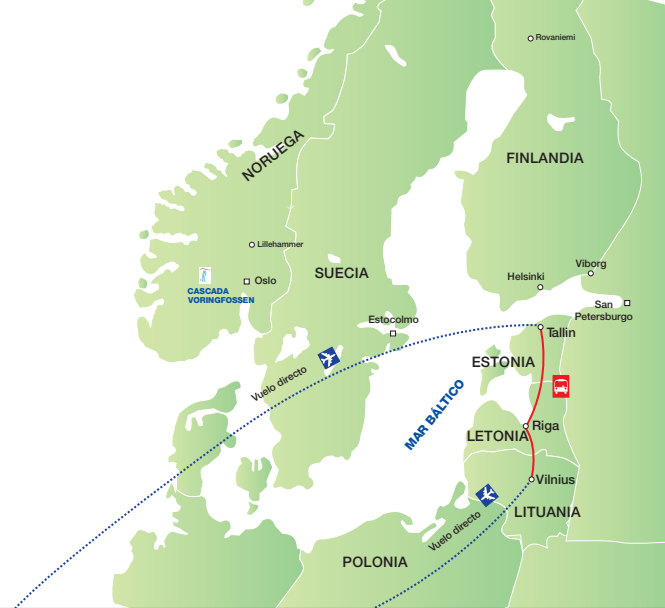 Rovaniemi
NORUEGA
FINLANDIA
Lillehammer
Viborg
SUECIA
Helsinki
Oslo
CASCADA
VORINGFOSSEN
San
Petersburgo
Estocolmo
Tallin
Vuelo directo
ESTONIA
MAR BÁLTICO
Riga
LETONIA
Vilnius
LITUANIA
Vuelo directo
POLONIA